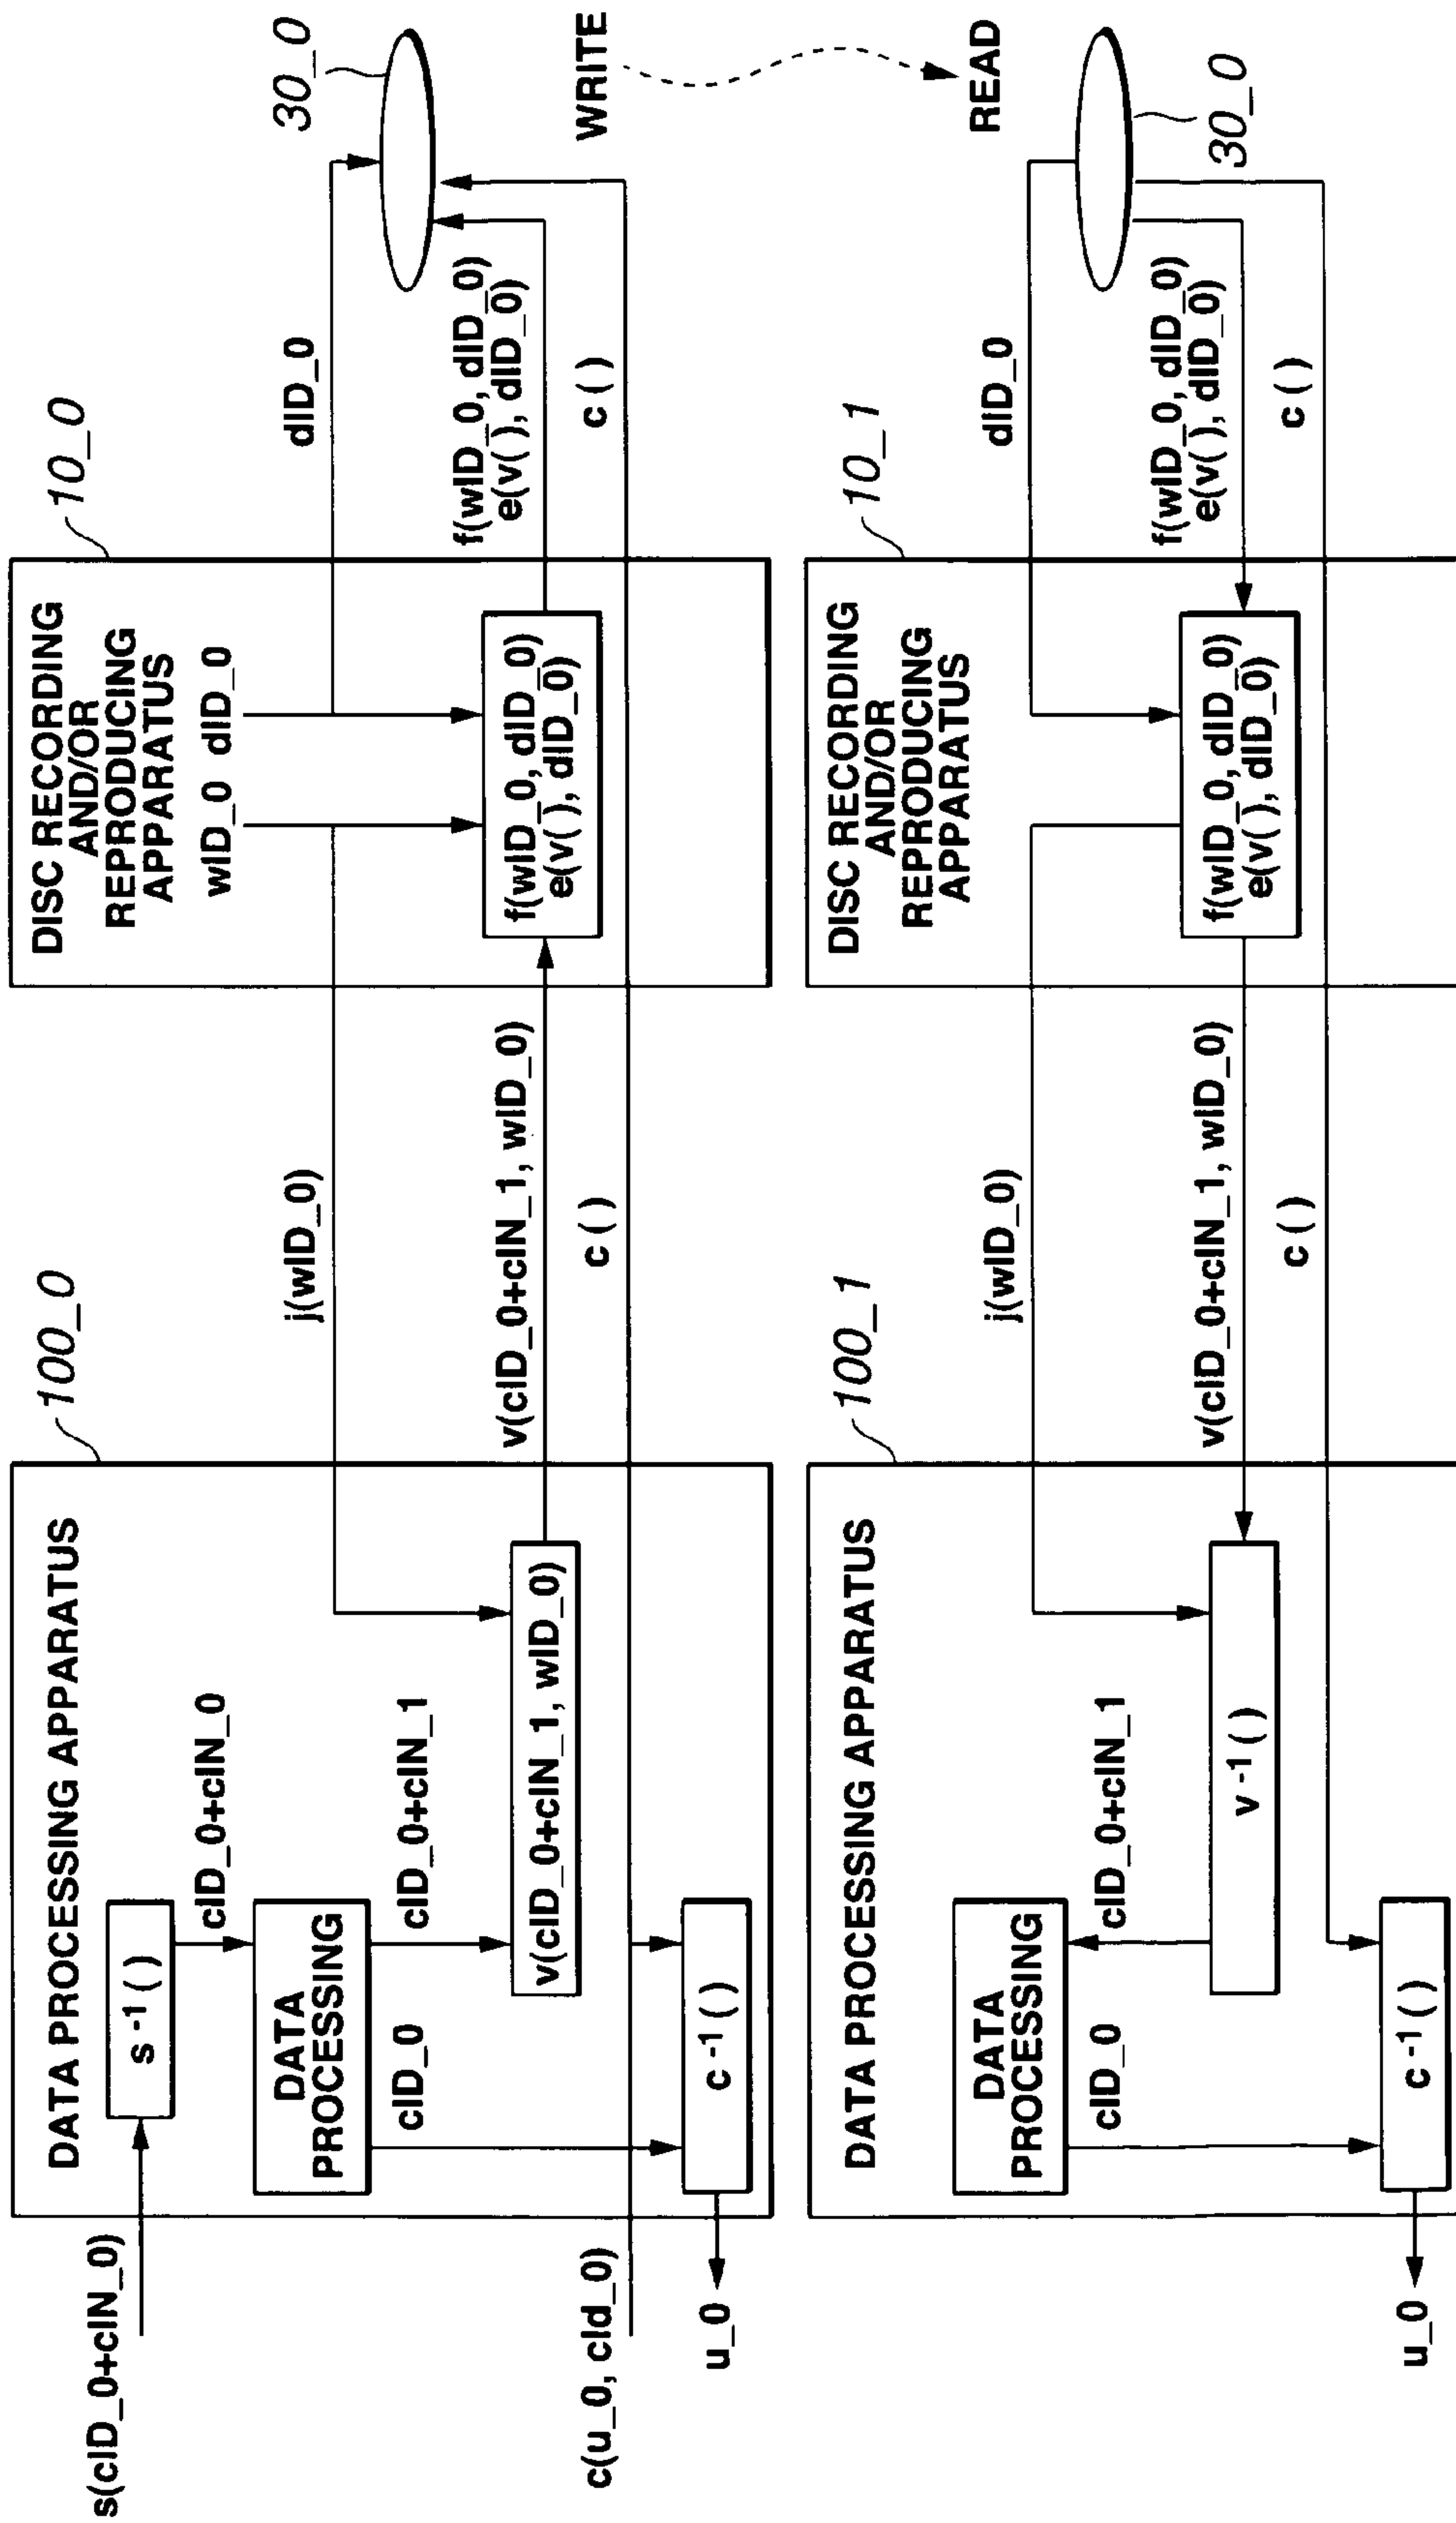 DATA PROCESSING APPARATUS
100_0
s(cID_0+cIN_0)
s -1 ( )
cID_0+cIN_0
DATA
PROCESSING
cID_0
cID_0+cIN_1
v(cID_0+cIN_1, wID_0)
c(u_0, cId_0)
c -1 ( )
u_0
j(wID_0)
v(cID_0+cIN_1, wID_0)
c ( )
DISC RECORDING
AND/OR
REPRODUCING
APPARATUS
10_0
wID_0 dID_0
f(wID_0, dID_0)
e(v( ), dID_0)
dID_0
f(wID_0, dID_0)
e(v( ), dID_0)
c ( )
30_0
WRITE
READ
DATA PROCESSING APPARATUS
100_1
DATA
PROCESSING
cID_0
cID_0+cIN_1
v -1 ( )
c -1 ( )
u_0
j(wID_0)
v(cID_0+cIN_1, wID_0)
c ( )
DISC RECORDING
AND/OR
REPRODUCING
APPARATUS
10_1
f(wID_0, dID_0)
e(v( ), dID_0)
dID_0
f(wID_0, dID_0)
e(v( ), dID_0)
c ( )
30_0